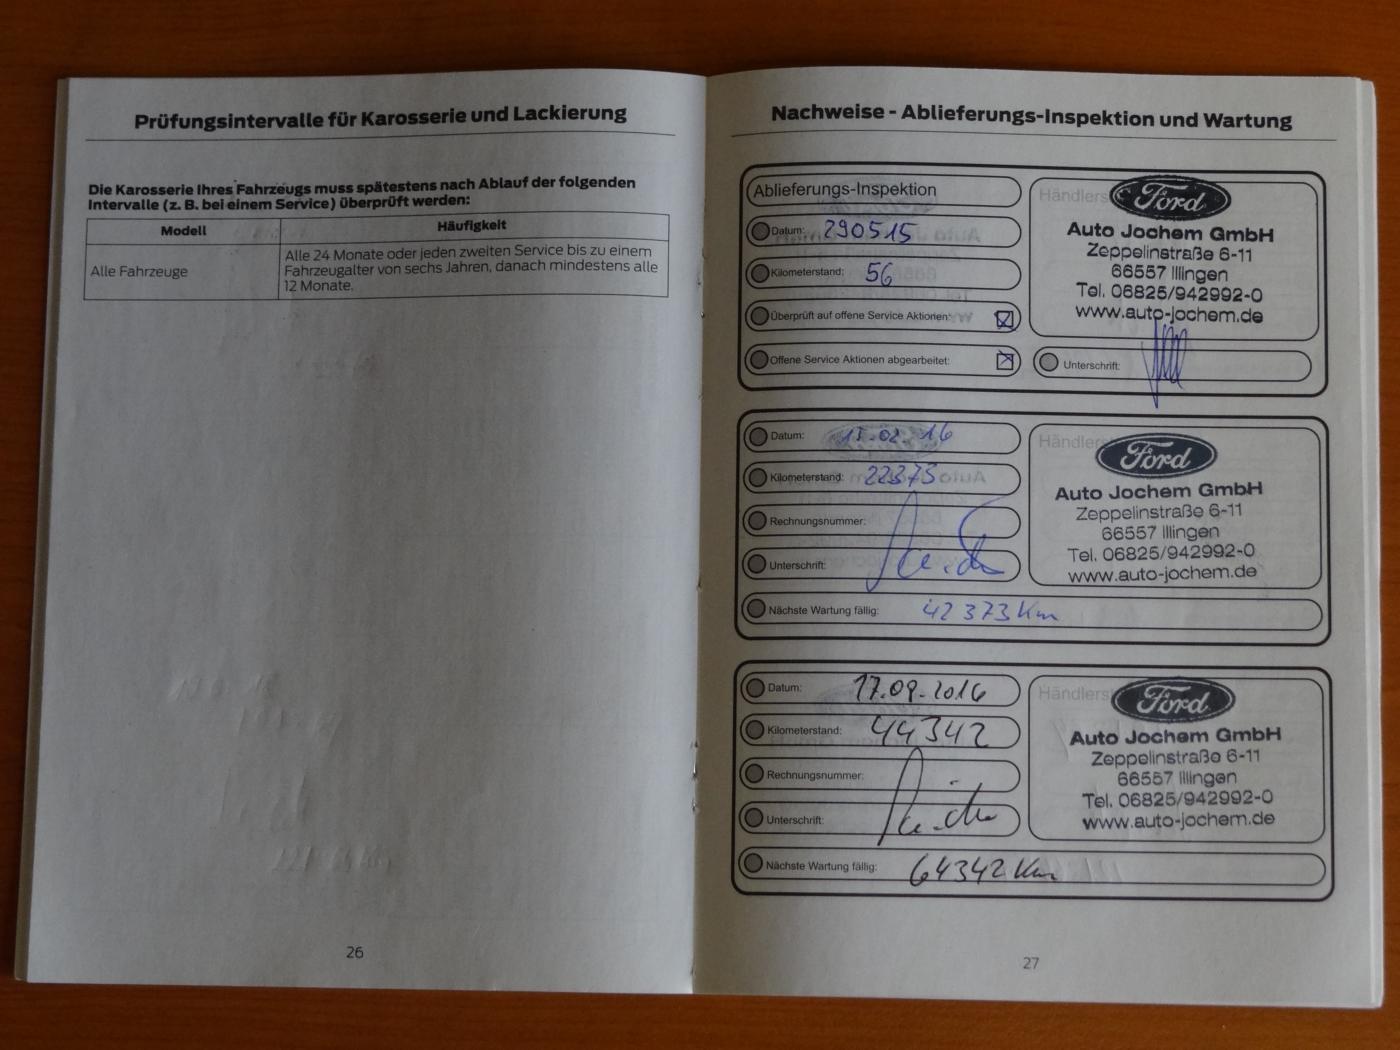 Prüfungsintervalle für Karosserie und Lackierung
Die Karosserie Ihres Fahrzeugs muss spätestens nach Ablauf der folgenden
Intervalle (z. B. bei einem Service) überprüft werden:
Modell Häufigkeit
Alle Fahrzeuge
Alle 24 Monate oder jeden zweiten Service bis zu einem
Fahrzeugalter von sechs Jahren, danach mindestens alle
12 Monate.
26
Nachweise - Ablieferungs-Inspektion und Wartung
Ablieferungs-Inspektion
Datum: 290515
Kilometerstand: 56
Überprüft auf offene Service Aktionen:
Offene Service Aktionen abgearbeitet:
Ford
Auto Jochem GmbH
Zeppelinstraße 6-11
66557 Illingen
Tel. 06825/942992-0
www.auto-jochem.de
Unterschrift:
Datum: 15.02.16
Kilometerstand: 22373
Rechnungsnummer:
Unterschrift:
Nächste Wartung fällig: 42373 Km
Ford
Auto Jochem GmbH
Zeppelinstraße 6-11
66557 Illingen
Tel. 06825/942992-0
www.auto-jochem.de
Datum: 17.09.2016
Kilometerstand: 44342
Rechnungsnummer:
Unterschrift:
Nächste Wartung fällig: 64342 Km
Ford
Auto Jochem GmbH
Zeppelinstraße 6-11
66557 Illingen
Tel. 06825/942992-0
www.auto-jochem.de
27